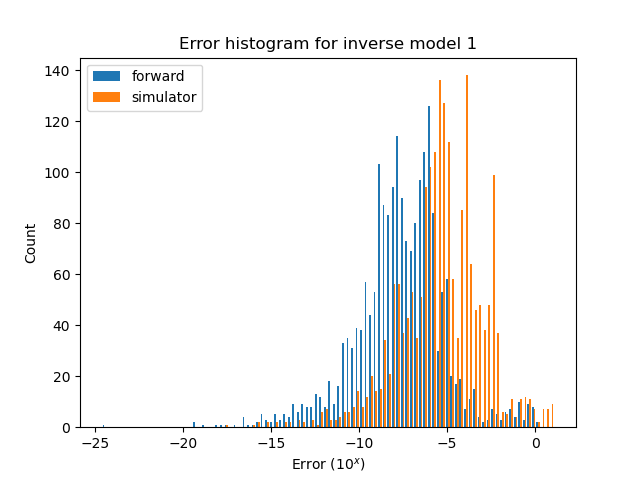 Error histogram for inverse model 1
forward
simulator
140
120
100
80
60
40
20
0
Count
−25
−20
−15
−10
−5
0
Error (10^x)